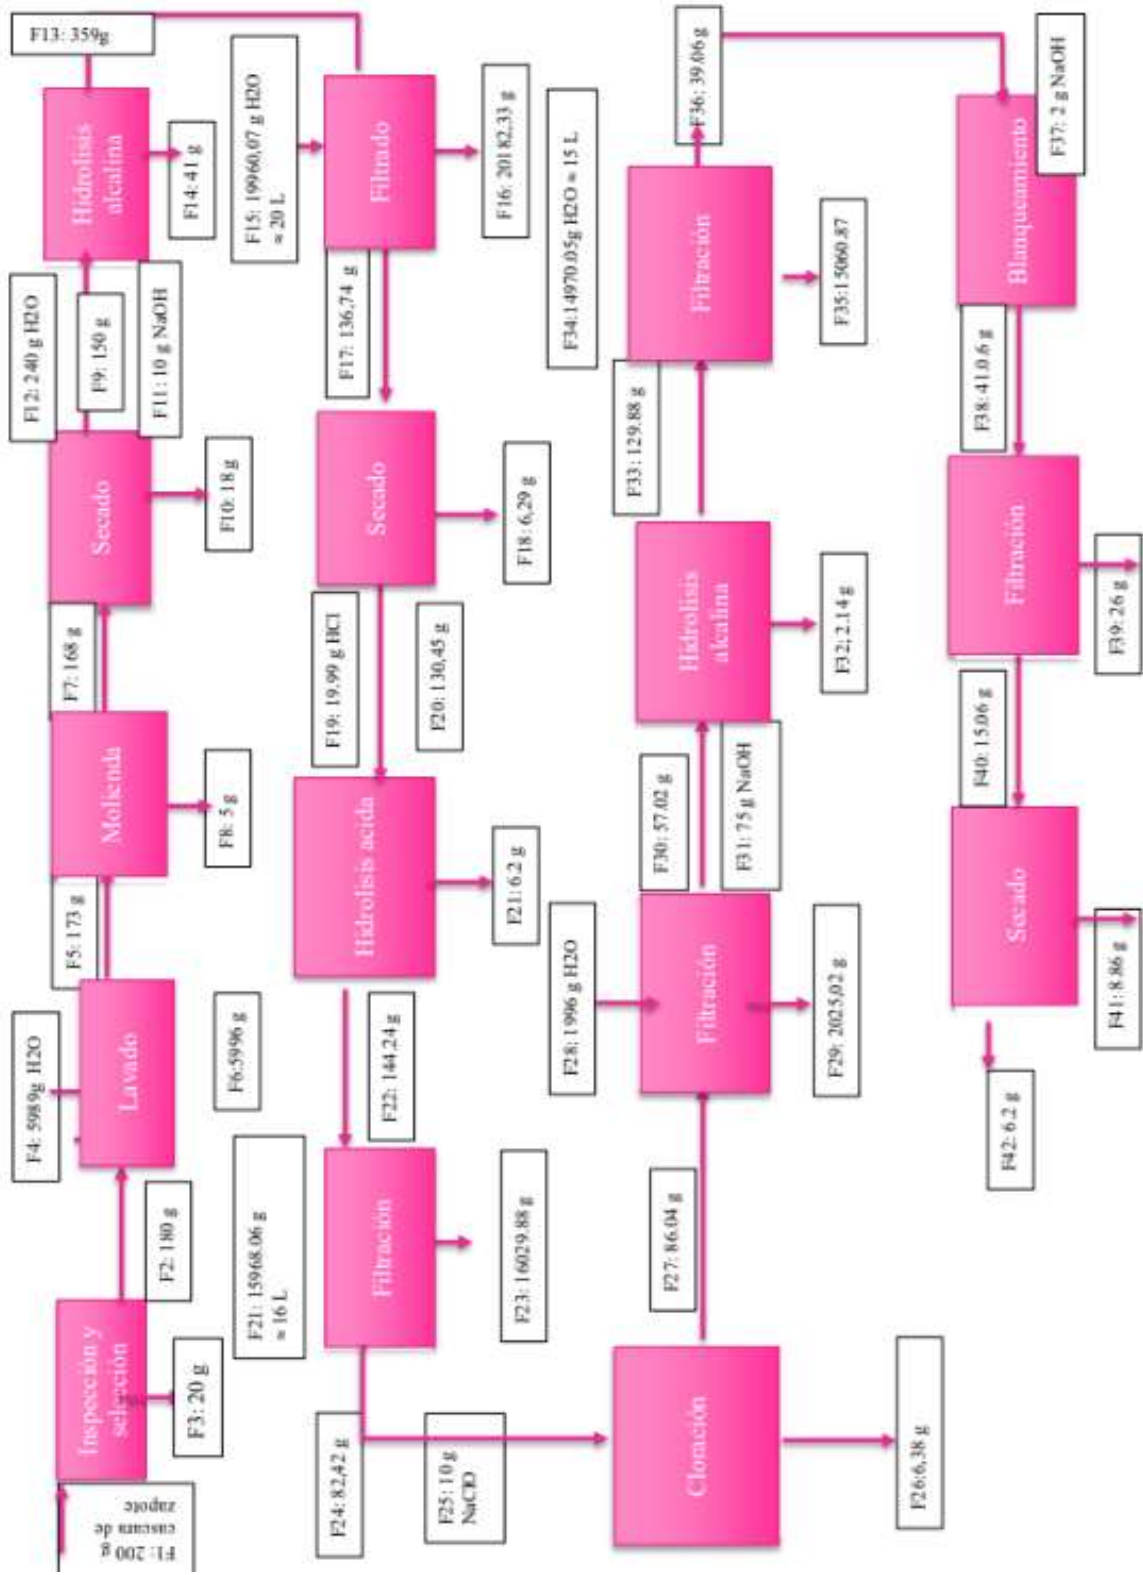 F1: 200 g
cascara de
zapote
Inspección y
selección
F3: 20 g
F2: 180 g
F4: 5989g H2O
Lavado
F6:5996
F5: 173 g
Molienda
F8: 5 g
F7: 168 g
Secado
F10: 18 g
F12: 240 g H2O
F9: 150 g
F11: 10 g NaOH
Hidrolisis
alcalina
F14: 41 g
F13: 359g
F15: 19960,07 g H2O
≈ 20 L
Filtrado
F16: 20182,33 g
F17: 136,74 g
Secado
F18: 6,29 g
F19: 19.99 g HCl
F20: 130,45 g
Hidrolisis acida
F21: 6.2 g
F22: 144.24 g
F21: 15968.06 g
≈ 16 L
Filtración
F23: 16029.88 g
F24: 82,42 g
F25: 10 g
NaClO
Cloración
F26:6,38 g
F27: 86.04 g
F28: 1996 g H2O
Filtración
F29: 2025,02 g
F30: 57.02 g
F31: 75 g NaOH
Hidrolisis
alcalina
F32; 2.14 g
F33: 129.88 g
F34:14970.05g H2O ≈ 15 L
Filtración
F35:15060.87
F36: 39.06 g
F37: 2 g NaOH
Blanqueamiento
F38: 41.0.6 g
Filtración
F39: 26 g
F40: 15.06 g
Secado
F41: 8.86 g
F42: 6.2 g